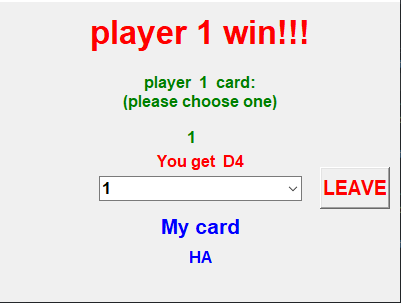 player 1 win!!!
player 1 card:
(please choose one)
1
You get D4
1
LEAVE
My card
HA